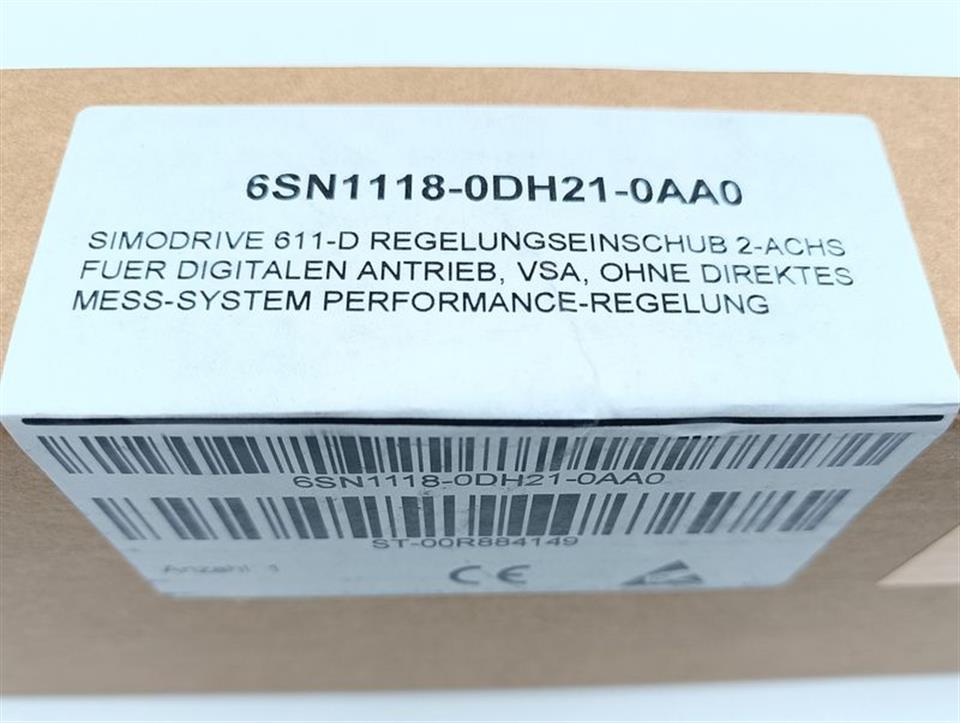 6SN1118-0DH21-0AA0
SIMODRIVE 611-D REGELUNGSEINSCHUB 2-ACHS
FUER DIGITALEN ANTRIEB, VSA, OHNE DIREKTES
MESS-SYSTEM PERFORMANCE-REGELUNG
6SN1118-0DH21-0AA0
ST-00R884149
Anzahl 1
CE